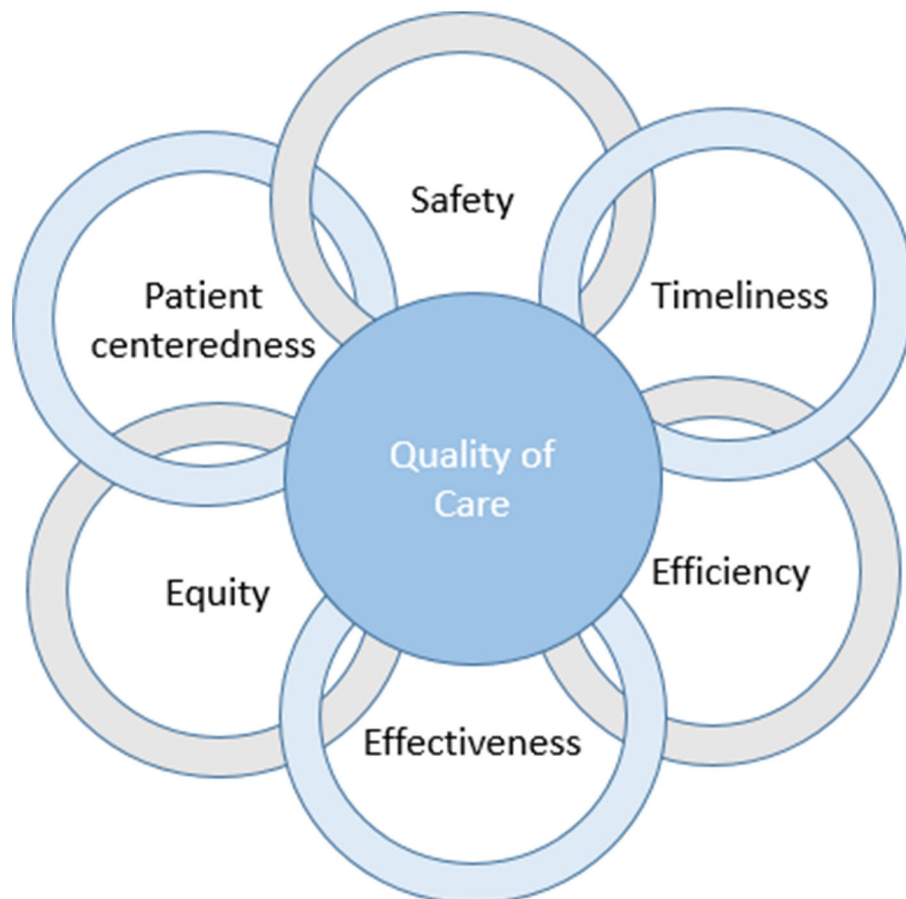 Safety
Timeliness
Patient
centeredness
Quality of
Care
Efficiency
Equity
Effectiveness